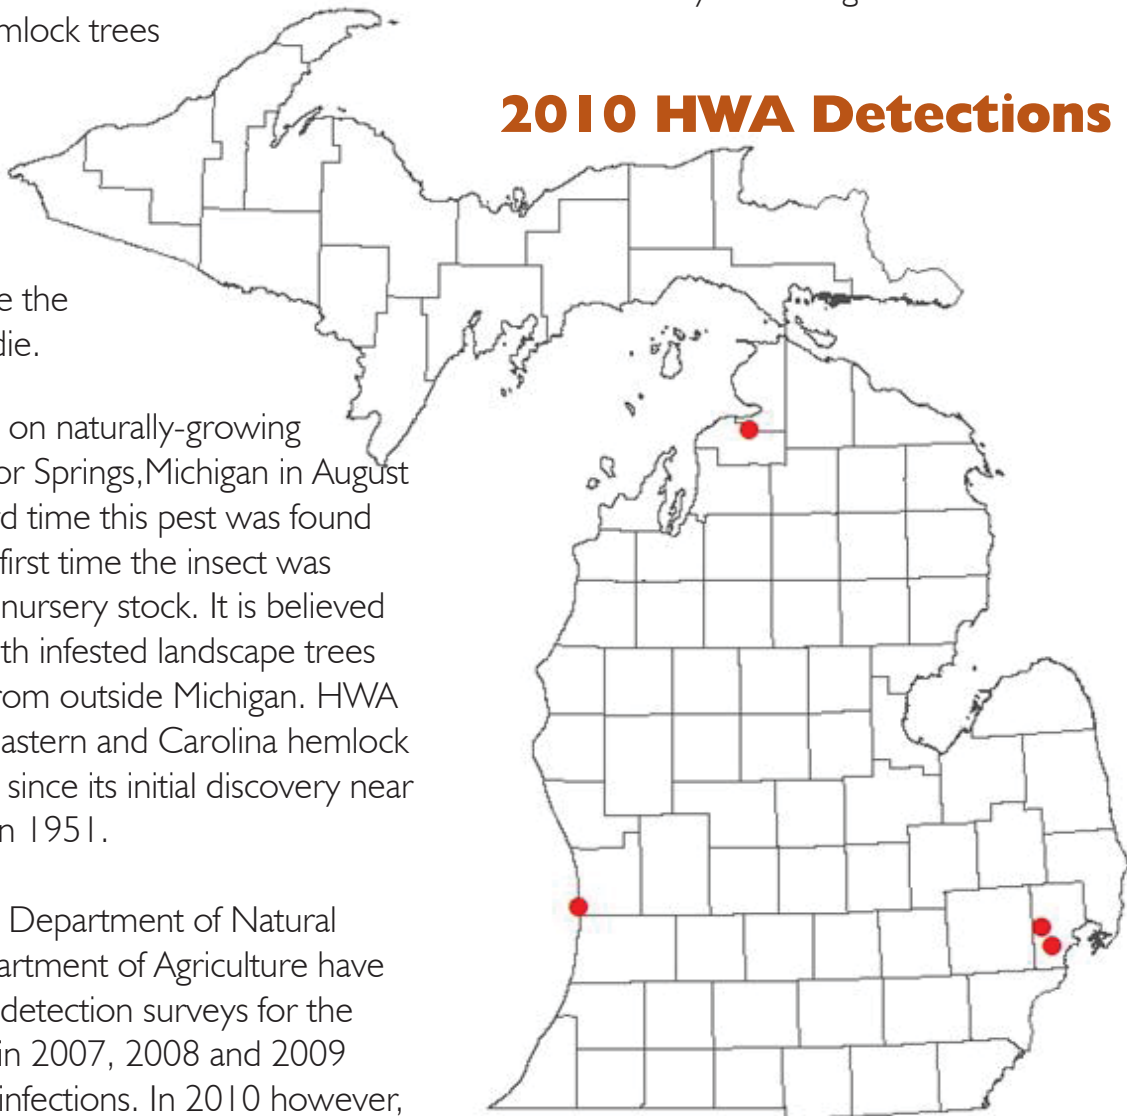 mlock trees
2010 HWA Detections
e the
die.
on naturally-growing
or Springs,Michigan in August
d time this pest was found
first time the insect was
nursery stock. It is believed
th infested landscape trees
rom outside Michigan. HWA
astern and Carolina hemlock
since its initial discovery near
n 1951.
Department of Natural
artment of Agriculture have
detection surveys for the
in 2007, 2008 and 2009
infections. In 2010 however,